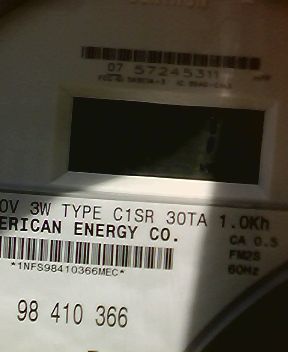 07 57245311
0V 3W TYPE C1SR 30TA 1.0Kh
ERICAN ENERGY CO.
CA 0.5
*1NFS98410366MEC*
FM2S
60Hz
98 410 366